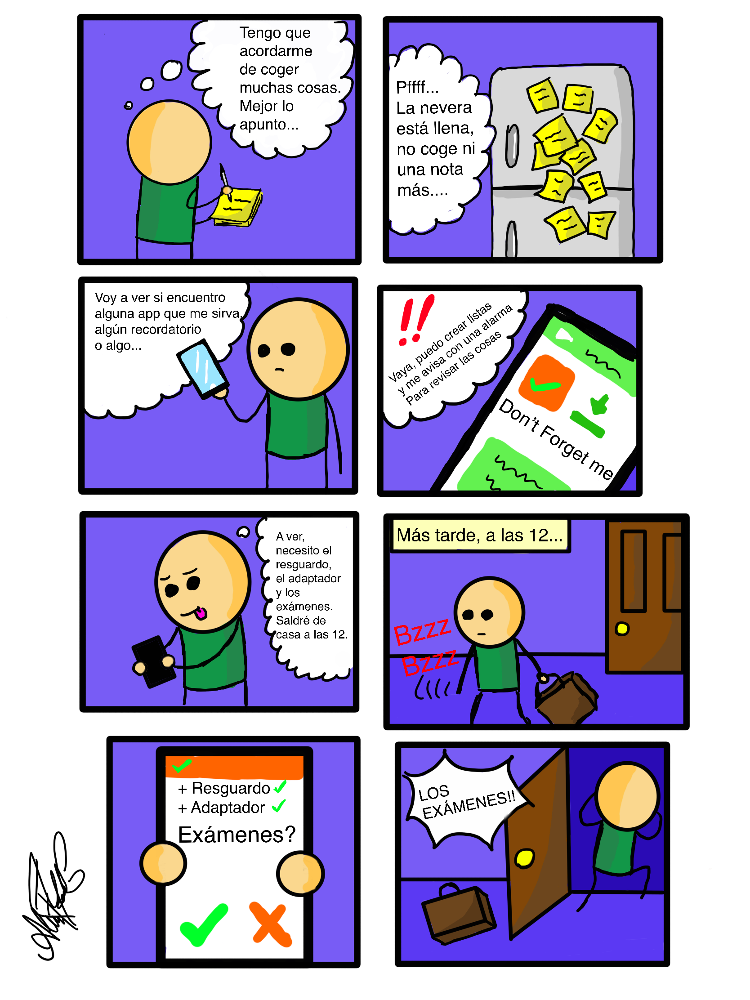 Tengo que
acordarme
de coger
muchas cosas.
Mejor lo
apunto...
Pffff...
La nevera
está llena,
no coge ni
una nota
más....
Voy a ver si encuentro
alguna app que me sirva,
algún recordatorio
o algo...
!!
Vaya, puedo crear listas
y me avisa con una alarma
Para revisar las cosas
Don't Forget me
A ver,
necesito el
resguardo,
el adaptador
y los
exámenes.
Saldré de
casa a las 12.
Más tarde, a las 12...
Bzzz
Bzzz
+ Resguardo
+ Adaptador
Exámenes?
LOS
EXÁMENES!!